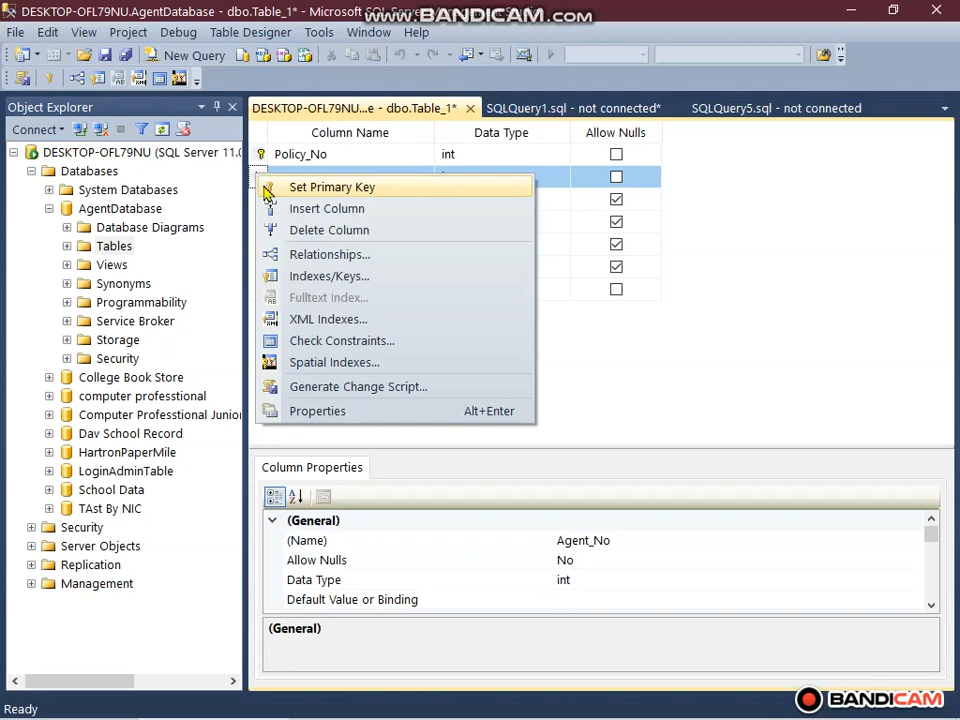 DESKTOP-OFL79NU.AgentDatabase - dbo.Table_1* - Microsoft SQL
www.BANDICAM.com
File Edit View Project Debug Table Designer Tools Window Help
New Query
Object Explorer
Connect
DESKTOP-OFL79NU (SQL Server 11.0
Databases
System Databases
AgentDatabase
Database Diagrams
Tables
Views
Synonyms
Programmability
Service Broker
Storage
Security
College Book Store
computer proffesstional
Computer Professtional Junior
Dav School Record
HartronPaperMile
LoginAdminTable
School Data
TAst By NIC
Security
Server Objects
Replication
Management
DESKTOP-OFL79NU...e - dbo.Table_1* SQLQuery1.sql - not connected* SQLQuery5.sql - not connected
Column Name Data Type Allow Nulls
Policy_No int
Set Primary Key
Insert Column
Delete Column
Relationships...
Indexes/Keys...
Fulltext Index...
XML Indexes...
Check Constraints...
Spatial Indexes...
Generate Change Script...
Properties Alt+Enter
Column Properties
(General)
(Name) Agent_No
Allow Nulls No
Data Type int
Default Value or Binding
(General)
Ready
BANDICAM